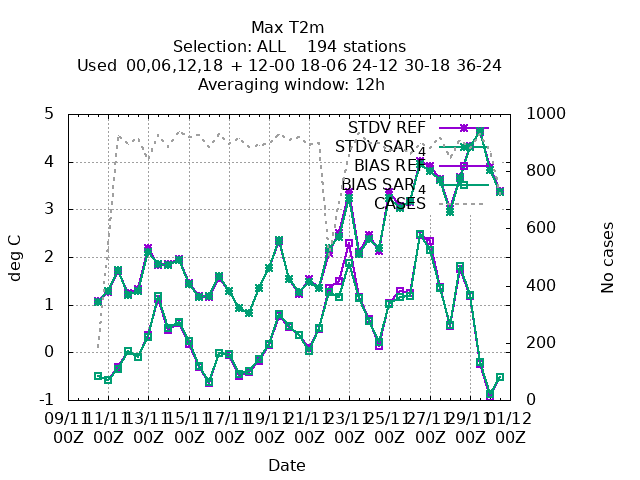 Max T2m
Selection: ALL 194 stations
Used 00,06,12,18 + 12-00 18-06 24-12 30-18 36-24
Averaging window: 12h
5
4
3
2
1
0
-1
1000
800
600
400
200
0
deg C
No cases
STDV REF
STDV SAR_4
BIAS REF
BIAS SAR_4
CASES
09/11 11/11 13/11 15/11 17/11 19/11 21/11 23/11 25/11 27/11 29/11 01/12
00Z 00Z 00Z 00Z 00Z 00Z 00Z 00Z 00Z 00Z 00Z 00Z
Date